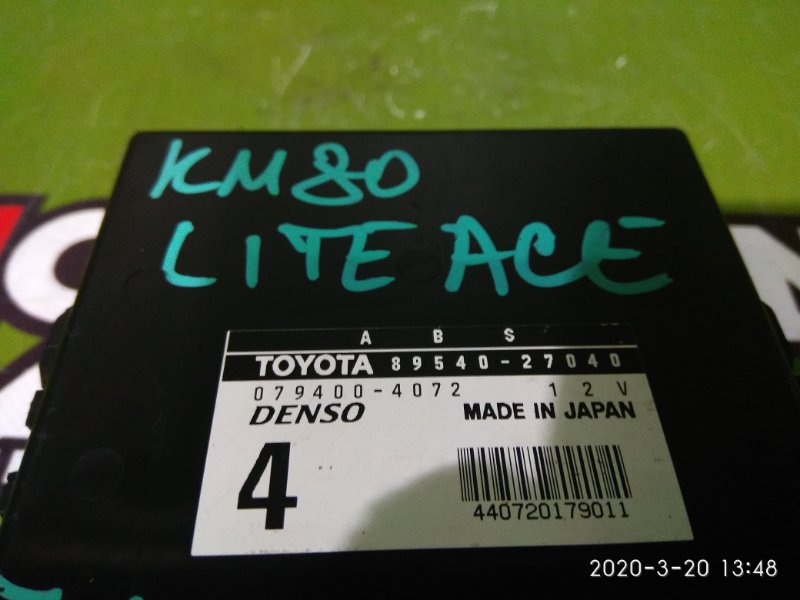 KM80
LITE ACE
A B S
TOYOTA 89540-27040
079400-4072 12V
DENSO MADE IN JAPAN
4
440720179011
2020-3-20 13:48